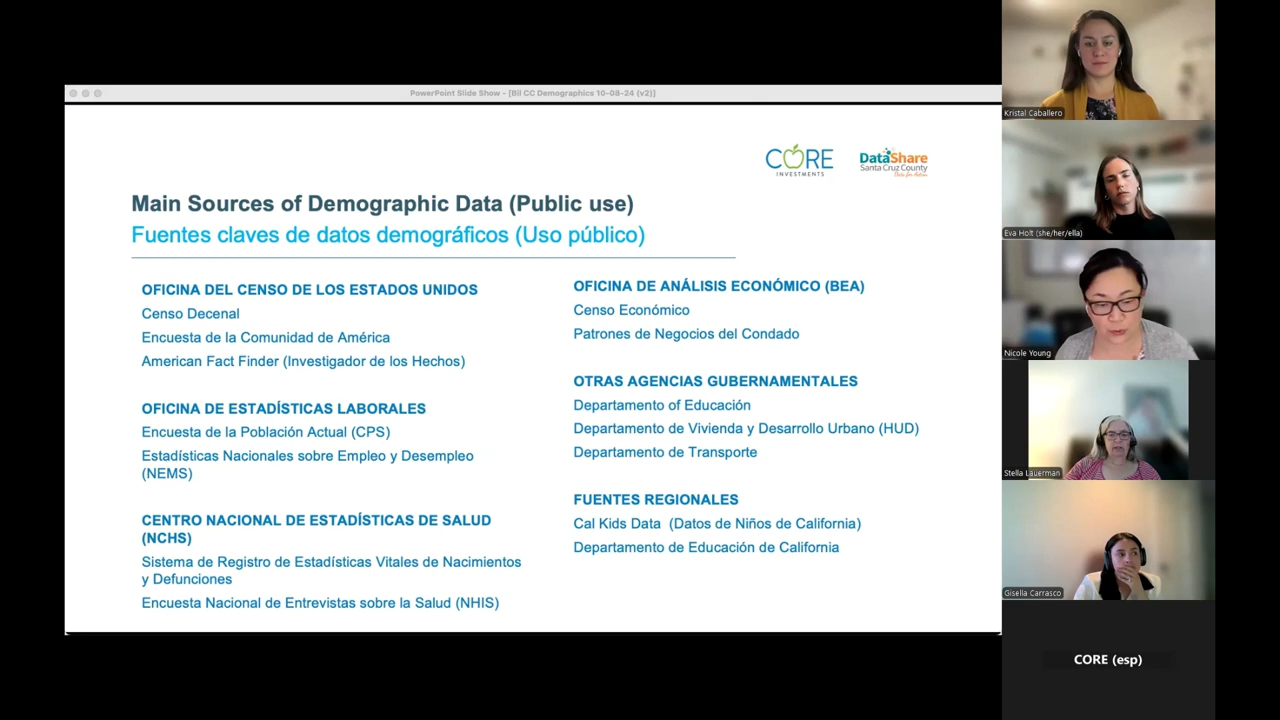 PowerPoint Slide Show - [Bil CC Demographics 10-08-24 (v2)]
CORE
INVESTMENTS
DataShare
Santa Cruz County
Data for Action
Main Sources of Demographic Data (Public use)
Fuentes claves de datos demográficos (Uso público)
OFICINA DEL CENSO DE LOS ESTADOS UNIDOS
Censo Decenal
Encuesta de la Comunidad de América
American Fact Finder (Investigador de los Hechos)
OFICINA DE ESTADÍSTICAS LABORALES
Encuesta de la Población Actual (CPS)
Estadísticas Nacionales sobre Empleo y Desempleo
(NEMS)
CENTRO NACIONAL DE ESTADÍSTICAS DE SALUD
(NCHS)
Sistema de Registro de Estadísticas Vitales de Nacimientos
y Defunciones
Encuesta Nacional de Entrevistas sobre la Salud (NHIS)
OFICINA DE ANÁLISIS ECONÓMICO (BEA)
Censo Económico
Patrones de Negocios del Condado
OTRAS AGENCIAS GUBERNAMENTALES
Departamento of Educación
Departamento de Vivienda y Desarrollo Urbano (HUD)
Departamento de Transporte
FUENTES REGIONALES
Cal Kids Data (Datos de Niños de California)
Departamento de Educación de California
Kristal Caballero
Eva Holt (she/her/ella)
Nicole Young
Stella Lauerman
Gisella Carrasco
CORE (esp)